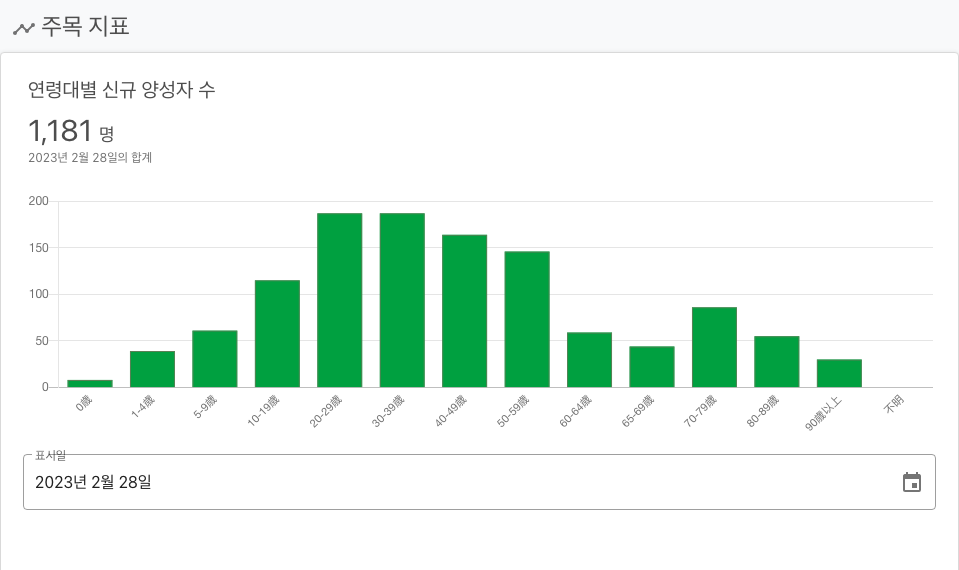 주목 지표
연령대별 신규 양성자 수
1,181 명
2023년 2월 28일의 합계
200
150
100
50
0
0歳
1-4歳
5-9歳
10-19歳
20-29歳
30-39歳
40-49歳
50-59歳
60-64歳
65-69歳
70-79歳
80-89歳
90歳以上
不明
표시일
2023년 2월 28일